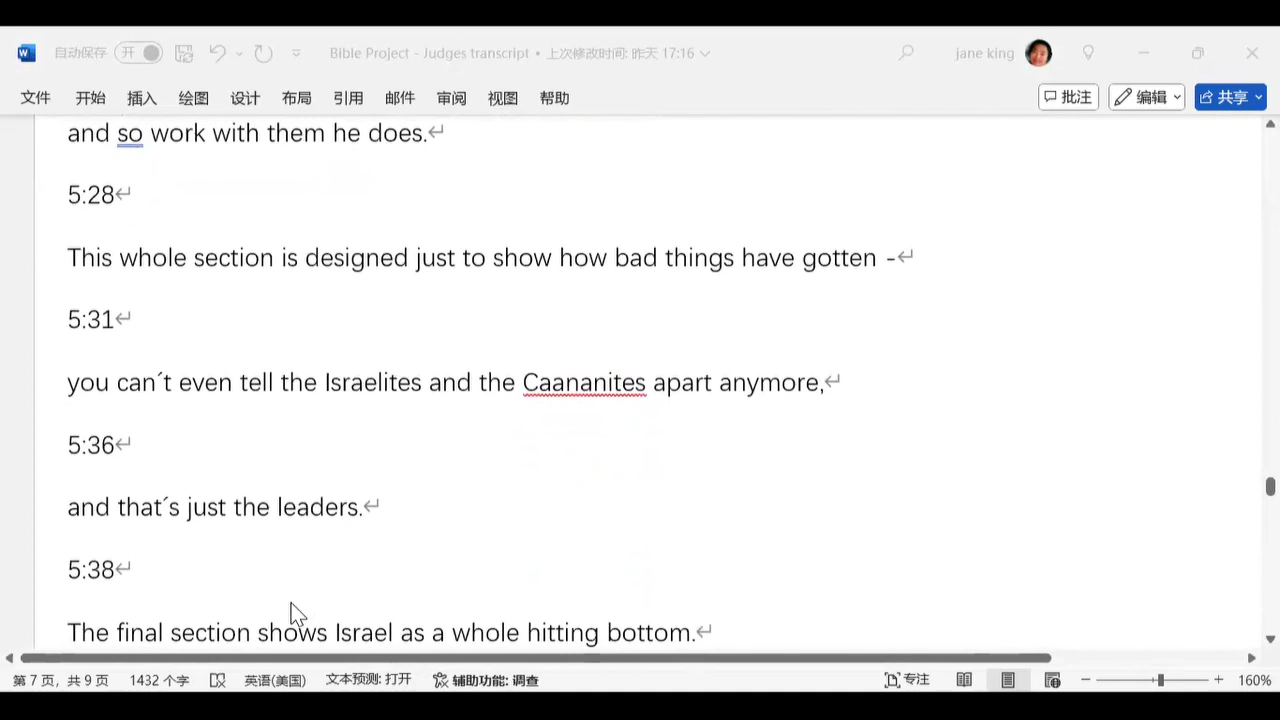 W 自动保存 开 Bible Project - Judges transcript • 上次修改时间: 昨天 17:16 jane king
文件 开始 插入 绘图 设计 布局 引用 邮件 审阅 视图 帮助 批注 编辑 共享
and so work with them he does.↵
5:28↵
This whole section is designed just to show how bad things have gotten -↵
5:31↵
you can´t even tell the Israelites and the Caananites apart anymore,↵
5:36↵
and that´s just the leaders.↵
5:38↵
The final section shows Israel as a whole hitting bottom.↵
第 7 页，共 9 页 1432 个字 英语(美国) 文本预测: 打开 辅助功能: 调查 专注 160%